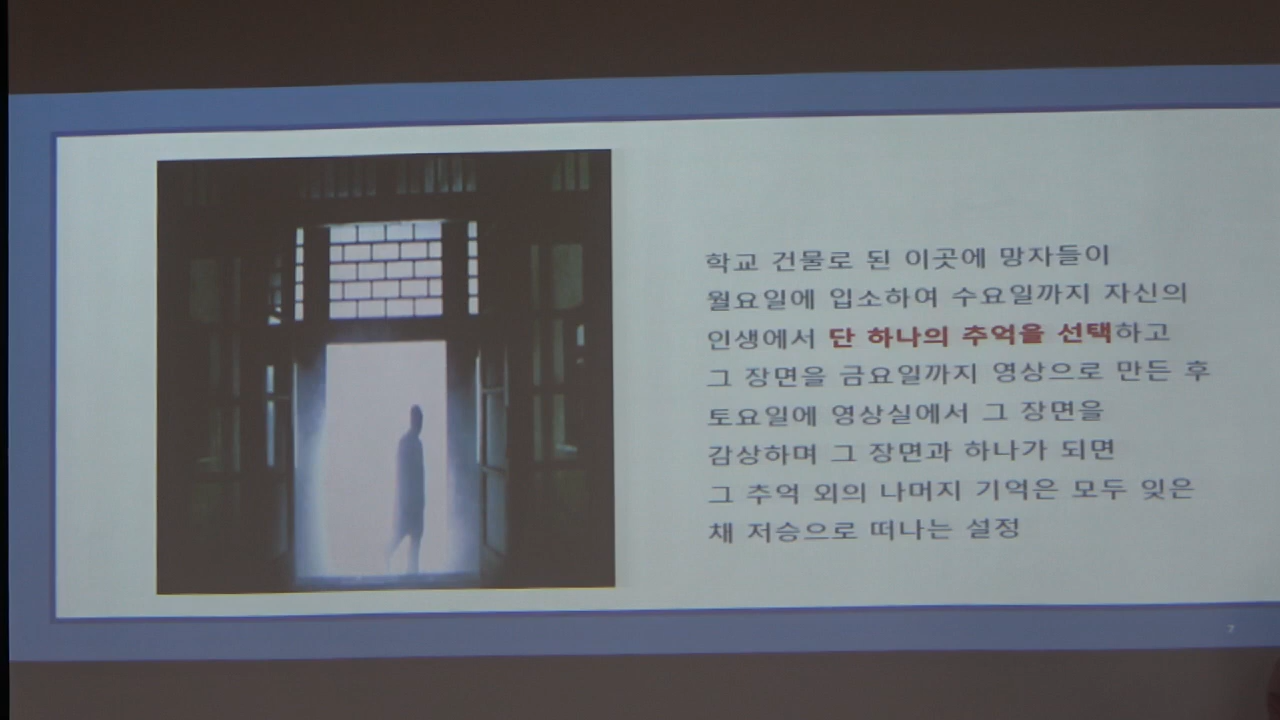 학교 건물로 된 이곳에 망자들이
월요일에 입소하여 수요일까지 자신의
인생에서 단 하나의 추억을 선택하고
그 장면을 금요일까지 영상으로 만든 후
토요일에 영상실에서 그 장면을
감상하며 그 장면과 하나가 되면
그 추억 외의 나머지 기억은 모두 잊은
채 저승으로 떠나는 설정
7